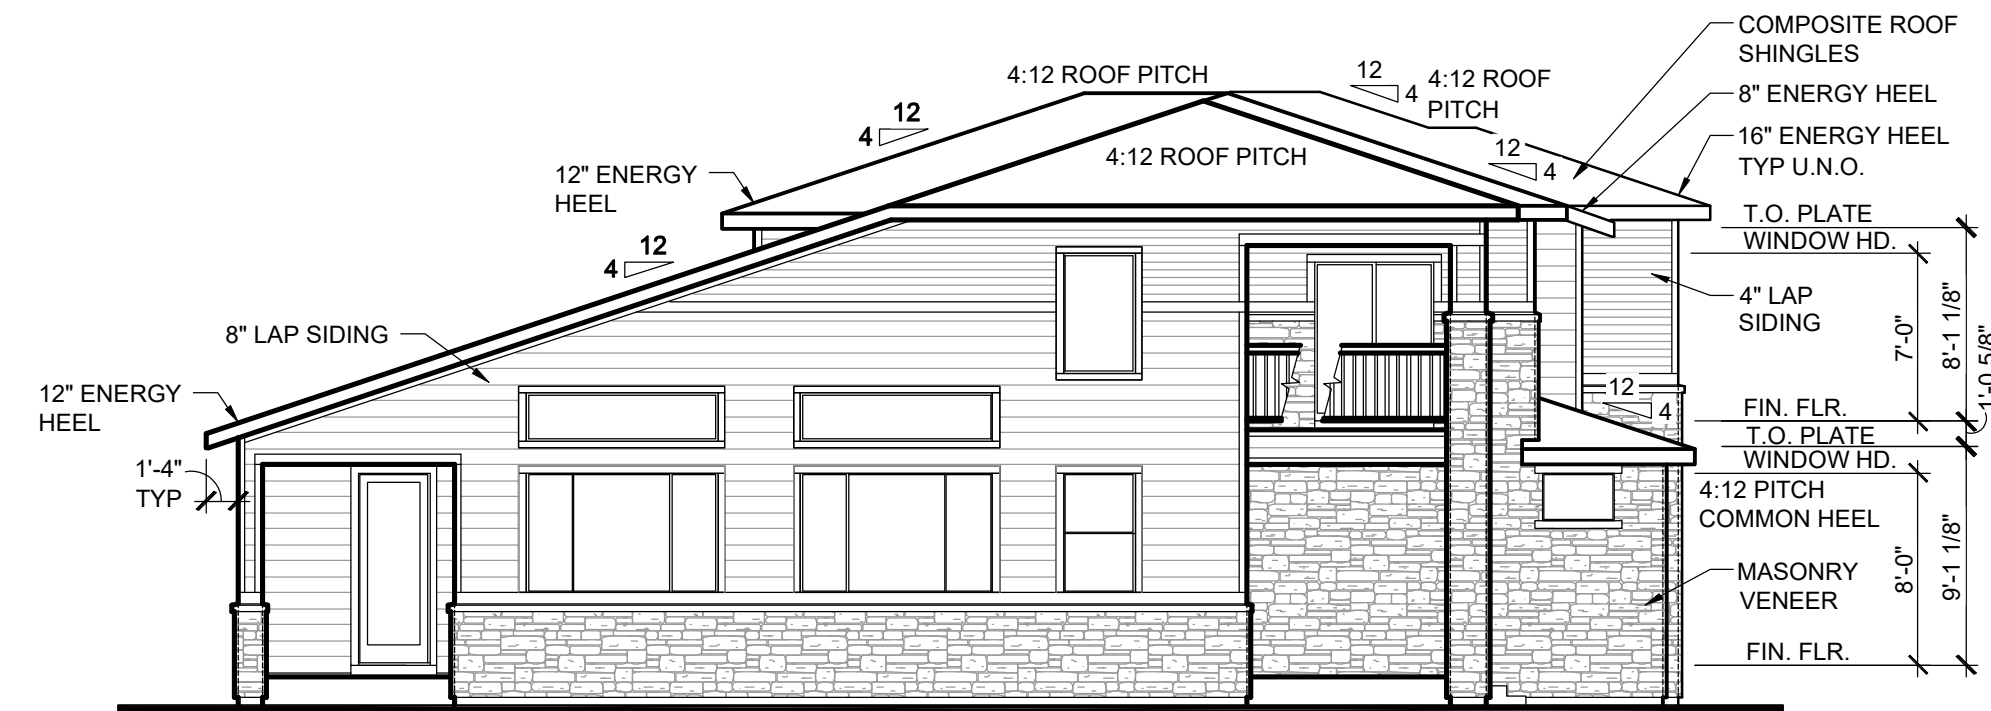 COMPOSITE ROOF
SHINGLES
4:12 ROOF PITCH
12
4
4:12 ROOF
PITCH
8" ENERGY HEEL
12
4
16" ENERGY HEEL
TYP U.N.O.
4:12 ROOF PITCH
12
4
12" ENERGY
HEEL
T.O. PLATE
WINDOW HD.
12
4
4" LAP
SIDING
8" LAP SIDING
7'-0"
8'-1 1/8"
1'-0 5/8"
12" ENERGY
HEEL
12
4
FIN. FLR.
T.O. PLATE
WINDOW HD.
1'-4"
TYP
4:12 PITCH
COMMON HEEL
8'-0"
9'-1 1/8"
MASONRY
VENEER
FIN. FLR.